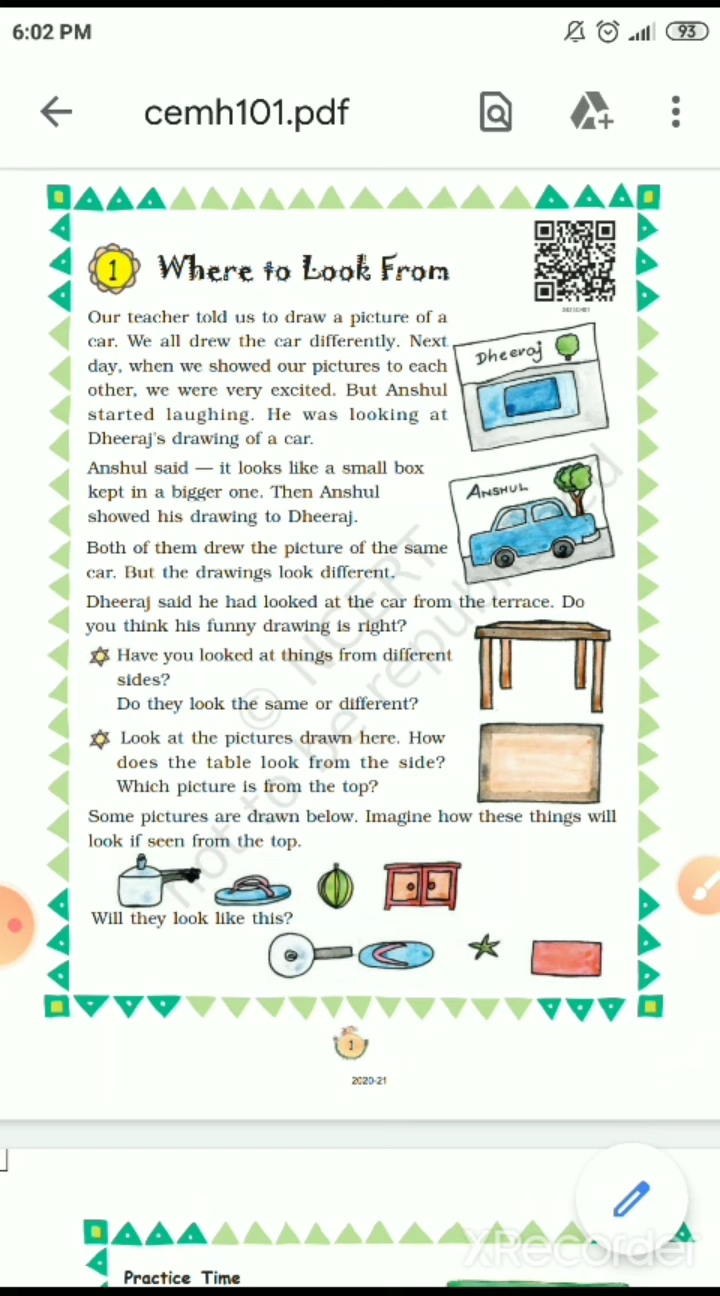 6:02 PM
93
cemh101.pdf
1 Where to Look From
Our teacher told us to draw a picture of a
car. We all drew the car differently. Next
day, when we showed our pictures to each
other, we were very excited. But Anshul
started laughing. He was looking at
Dheeraj's drawing of a car.
Dheeraj
Anshul said — it looks like a small box
kept in a bigger one. Then Anshul
showed his drawing to Dheeraj.
ANSHUL
Both of them drew the picture of the same
car. But the drawings look different.
Dheeraj said he had looked at the car from the terrace. Do
you think his funny drawing is right?
Have you looked at things from different
sides?
Do they look the same or different?
Look at the pictures drawn here. How
does the table look from the side?
Which picture is from the top?
Some pictures are drawn below. Imagine how these things will
look if seen from the top.
Will they look like this?
© NCERT
not to be republished
1
2020-21
Practice Time
XRecorder